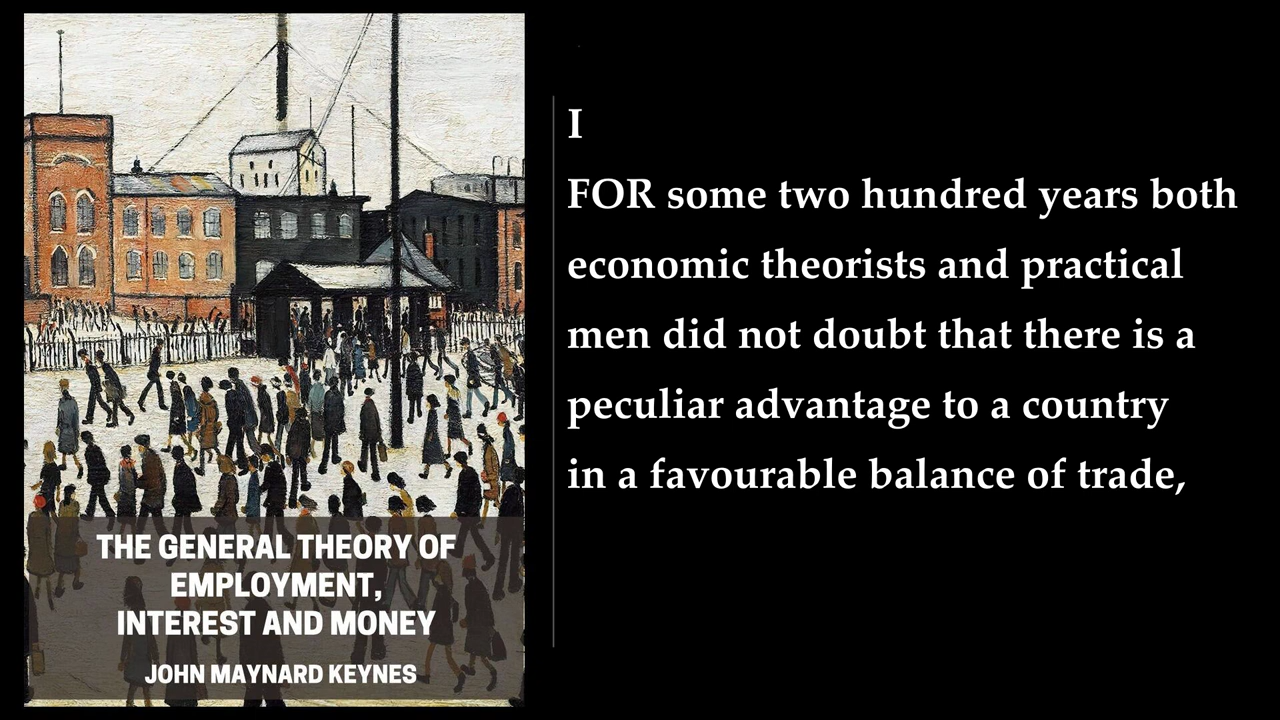 THE GENERAL THEORY OF
EMPLOYMENT,
INTEREST AND MONEY
JOHN MAYNARD KEYNES
I
FOR some two hundred years both
economic theorists and practical
men did not doubt that there is a
peculiar advantage to a country
in a favourable balance of trade,